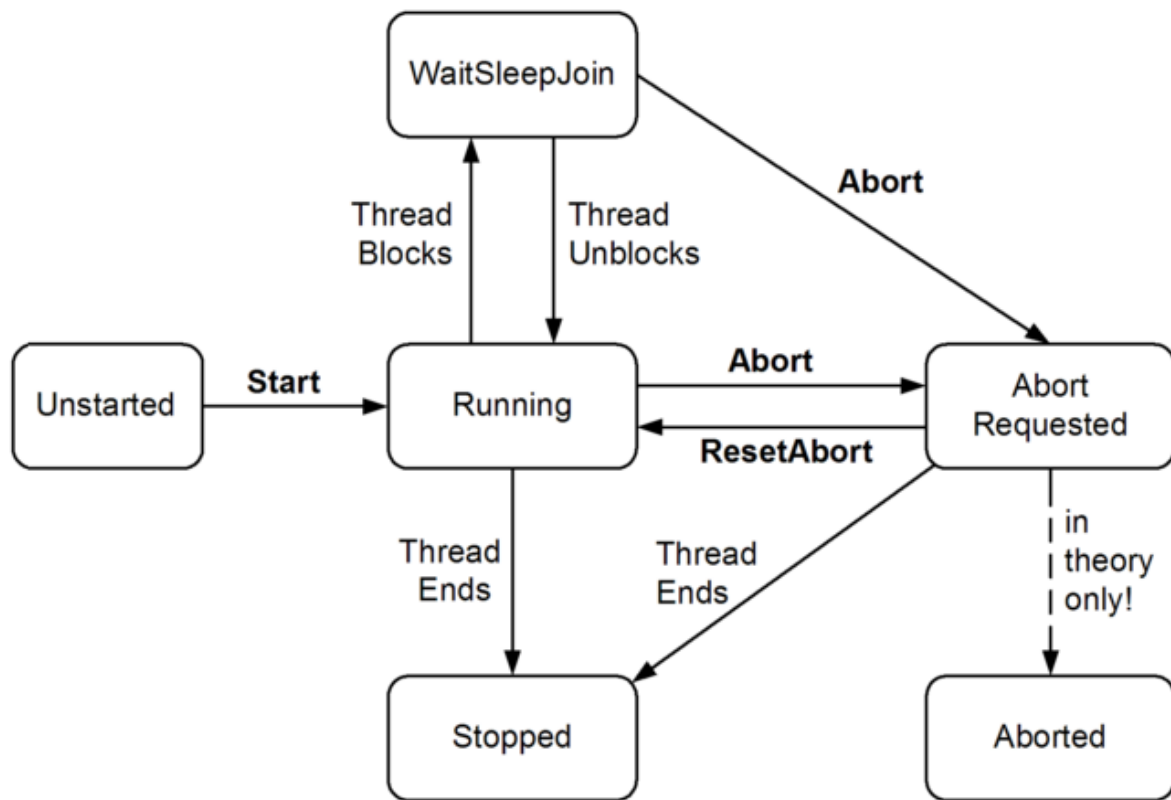 WaitSleepJoin
Abort
Thread
Blocks
Thread
Unblocks
Unstarted
Start
Running
Abort
ResetAbort
Abort
Requested
Thread
Ends
Thread
Ends
in
theory
only!
Stopped
Aborted